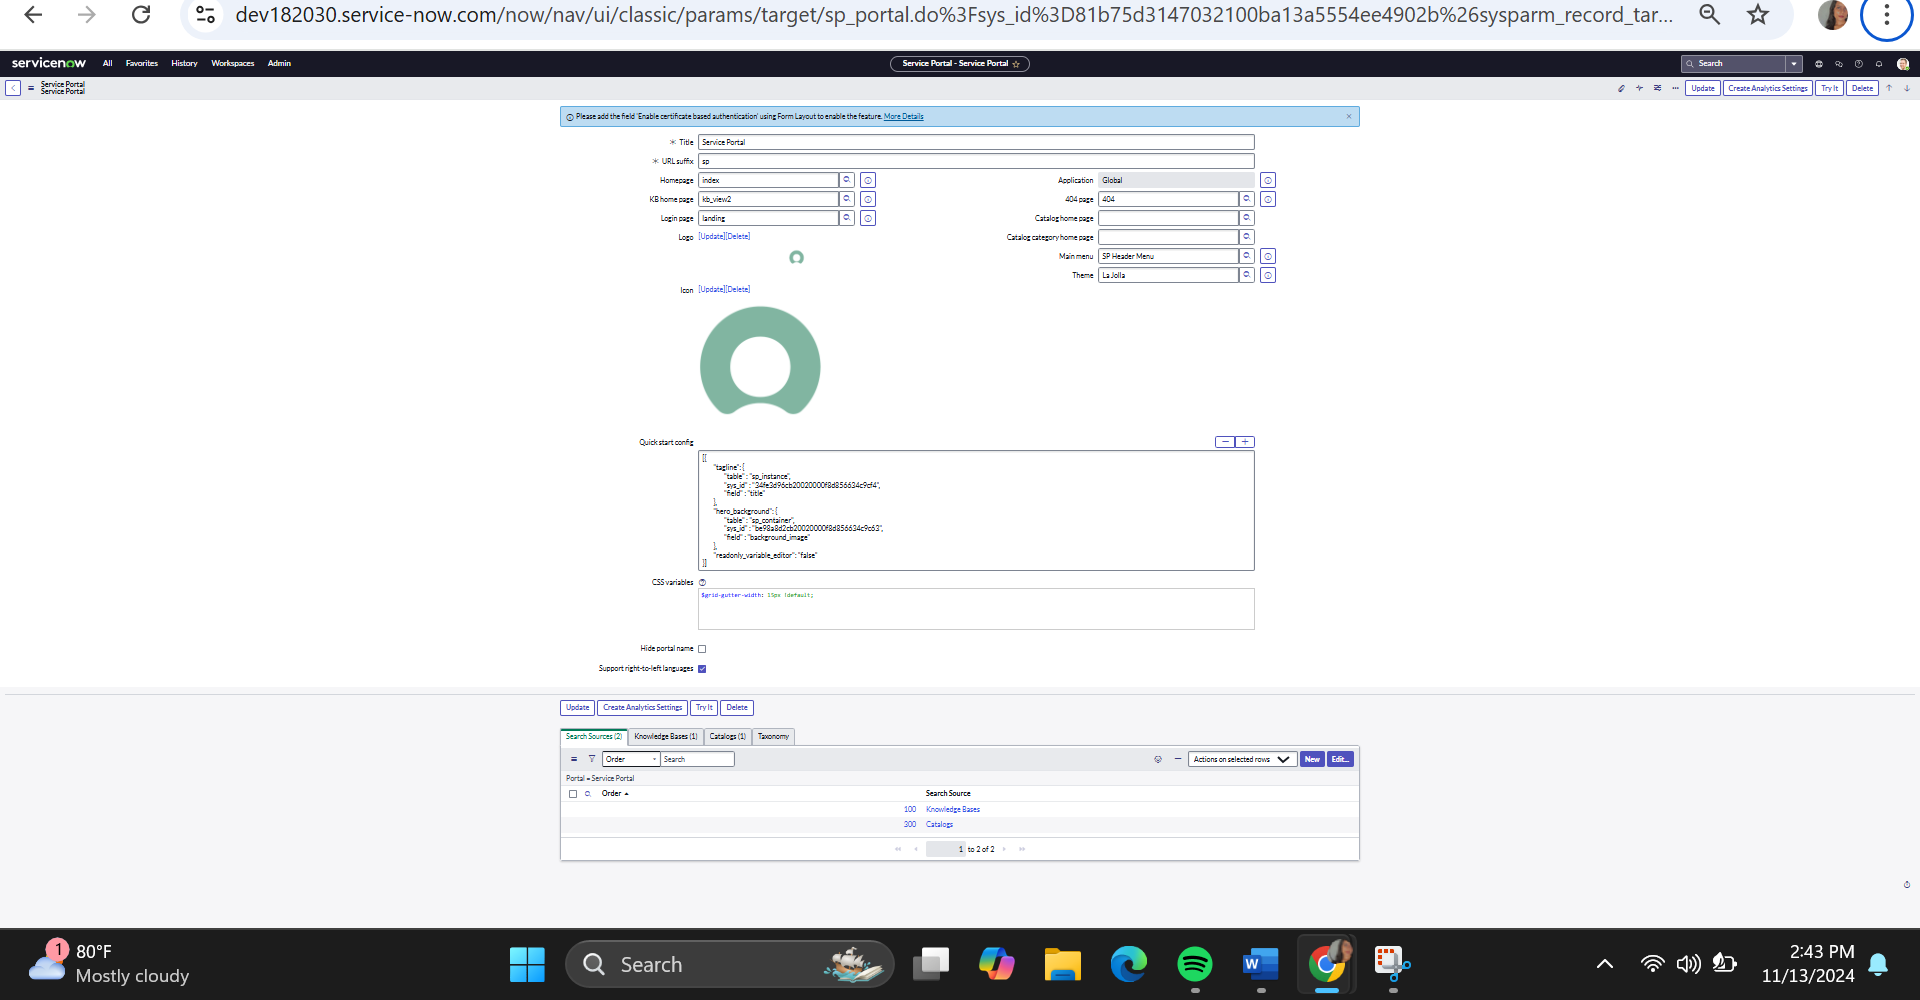 dev182030.service-now.com/now/nav/ui/classic/params/target/sp_portal.do%3Fsys_id%3D81b75d3147032100ba13a5554ee4902b%26sysparm_record_tar...
servicenow All Favorites History Workspaces Admin Service Portal - Service Portal Search
Service Portal
Service Portal
Update Create Analytics Settings Try It Delete
Please add the field 'Enable certificate based authentication' using Form Layout to enable the feature. More Details
Title Service Portal
URL suffix sp
Homepage index Application Global
KB home page kb_view2 404 page 404
Login page landing Catalog home page
Logo [Update][Delete] Catalog category home page
Main menu SP Header Menu
Theme La Jolla
Icon [Update][Delete]
Quick start config
[{
"tagline": {
"table" : "sp_instance",
"sys_id" : "34fe3d96cb20020000f8d856634c9cf4",
"field" : "title"
},
"hero_background": {
"table" : "sp_container",
"sys_id" : "be98a8d2cb20020000f8d856634c9c63",
"field" : "background_image"
},
"readonly_variable_editor": "false"
}]
CSS variables
$grid-gutter-width: 15px !default;
Hide portal name
Support right-to-left languages
Update Create Analytics Settings Try It Delete
Search Sources (2) Knowledge Bases (1) Catalogs (1) Taxonomy
Order Search Actions on selected rows New Edit...
Portal = Service Portal
Order Search Source
100 Knowledge Bases
300 Catalogs
1 to 2 of 2
1 80°F
Mostly cloudy
Search
2:43 PM
11/13/2024